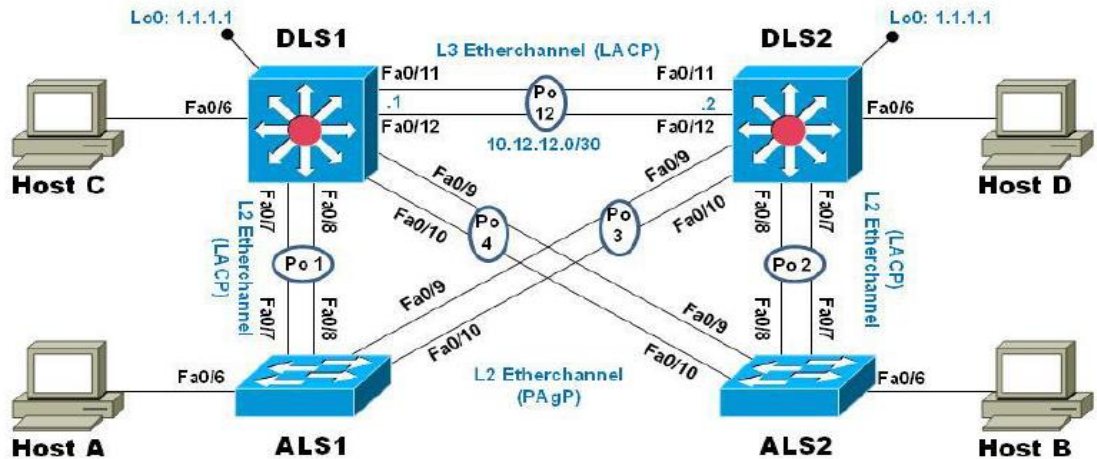 Lo0: 1.1.1.1
Lo0: 1.1.1.1
DLS1
DLS2
L3 Etherchannel (LACP)
Fa0/11
Fa0/11
Fa0/6
.1
Po
12
.2
Fa0/6
Fa0/12
Fa0/12
10.12.12.0/30
Host C
Host D
Fa0/9
Fa0/9
Fa0/7
Fa0/8
Fa0/10
Po
4
Po
3
Fa0/10
Fa0/8
Fa0/7
L2 Etherchannel
(LACP)
Po 1
Po 2
L2 Etherchannel
(LACP)
Fa0/7
Fa0/8
Fa0/9
Fa0/10
Fa0/9
Fa0/10
Fa0/8
Fa0/7
Fa0/6
L2 Etherchannel
(PAgP)
Fa0/6
Host A
ALS1
ALS2
Host B